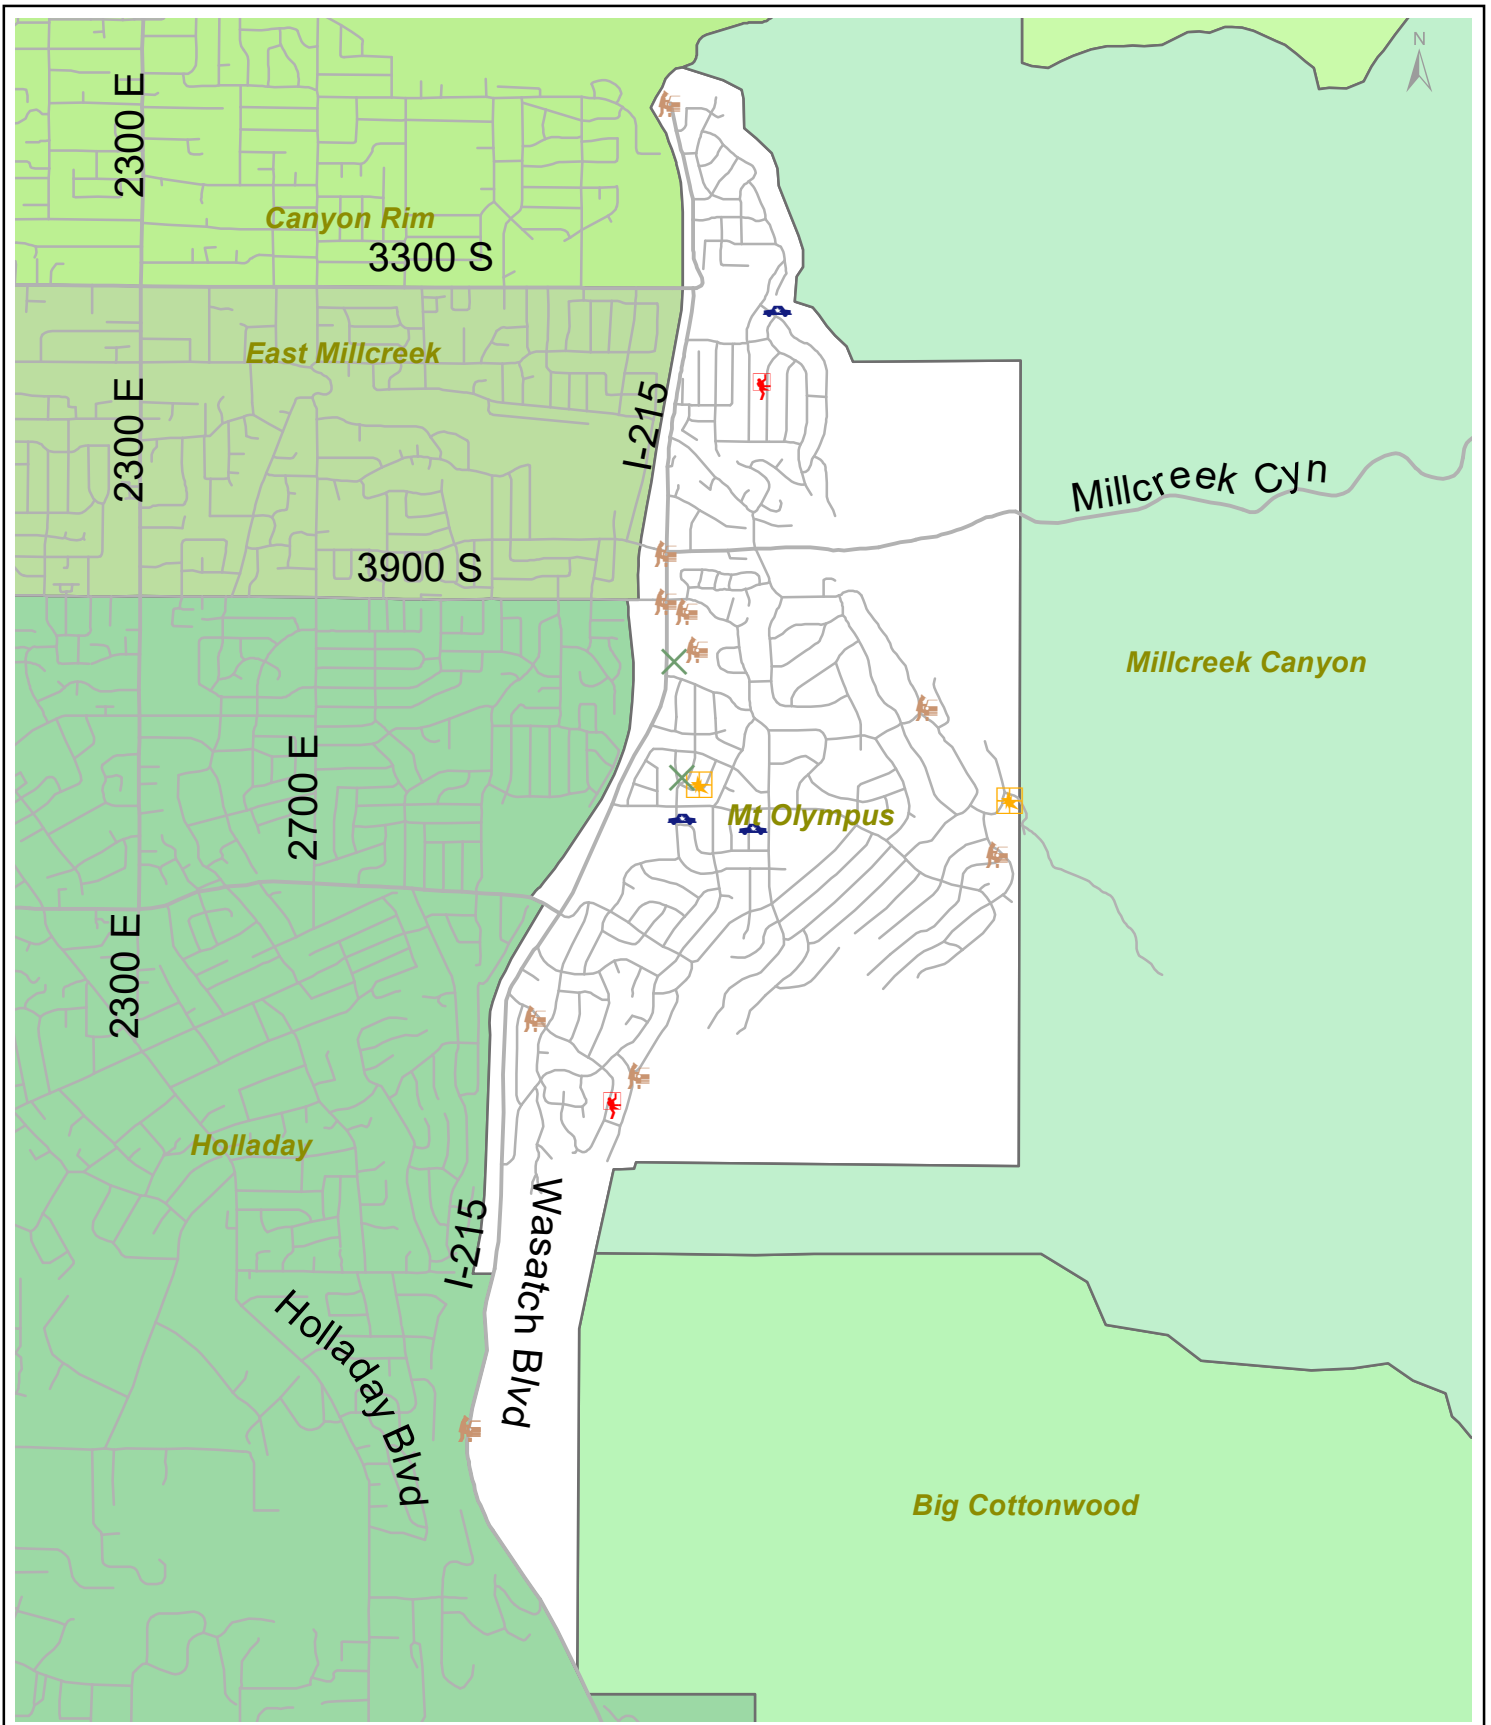 N
2300 E
Canyon Rim
3300 S
East Millcreek
I-215
2300 E
Millcreek Cyn
3900 S
Millcreek Canyon
2700 E
Mt Olympus
2300 E
Holladay
I-215
Wasatch Blvd
Holladay Blvd
Big Cottonwood